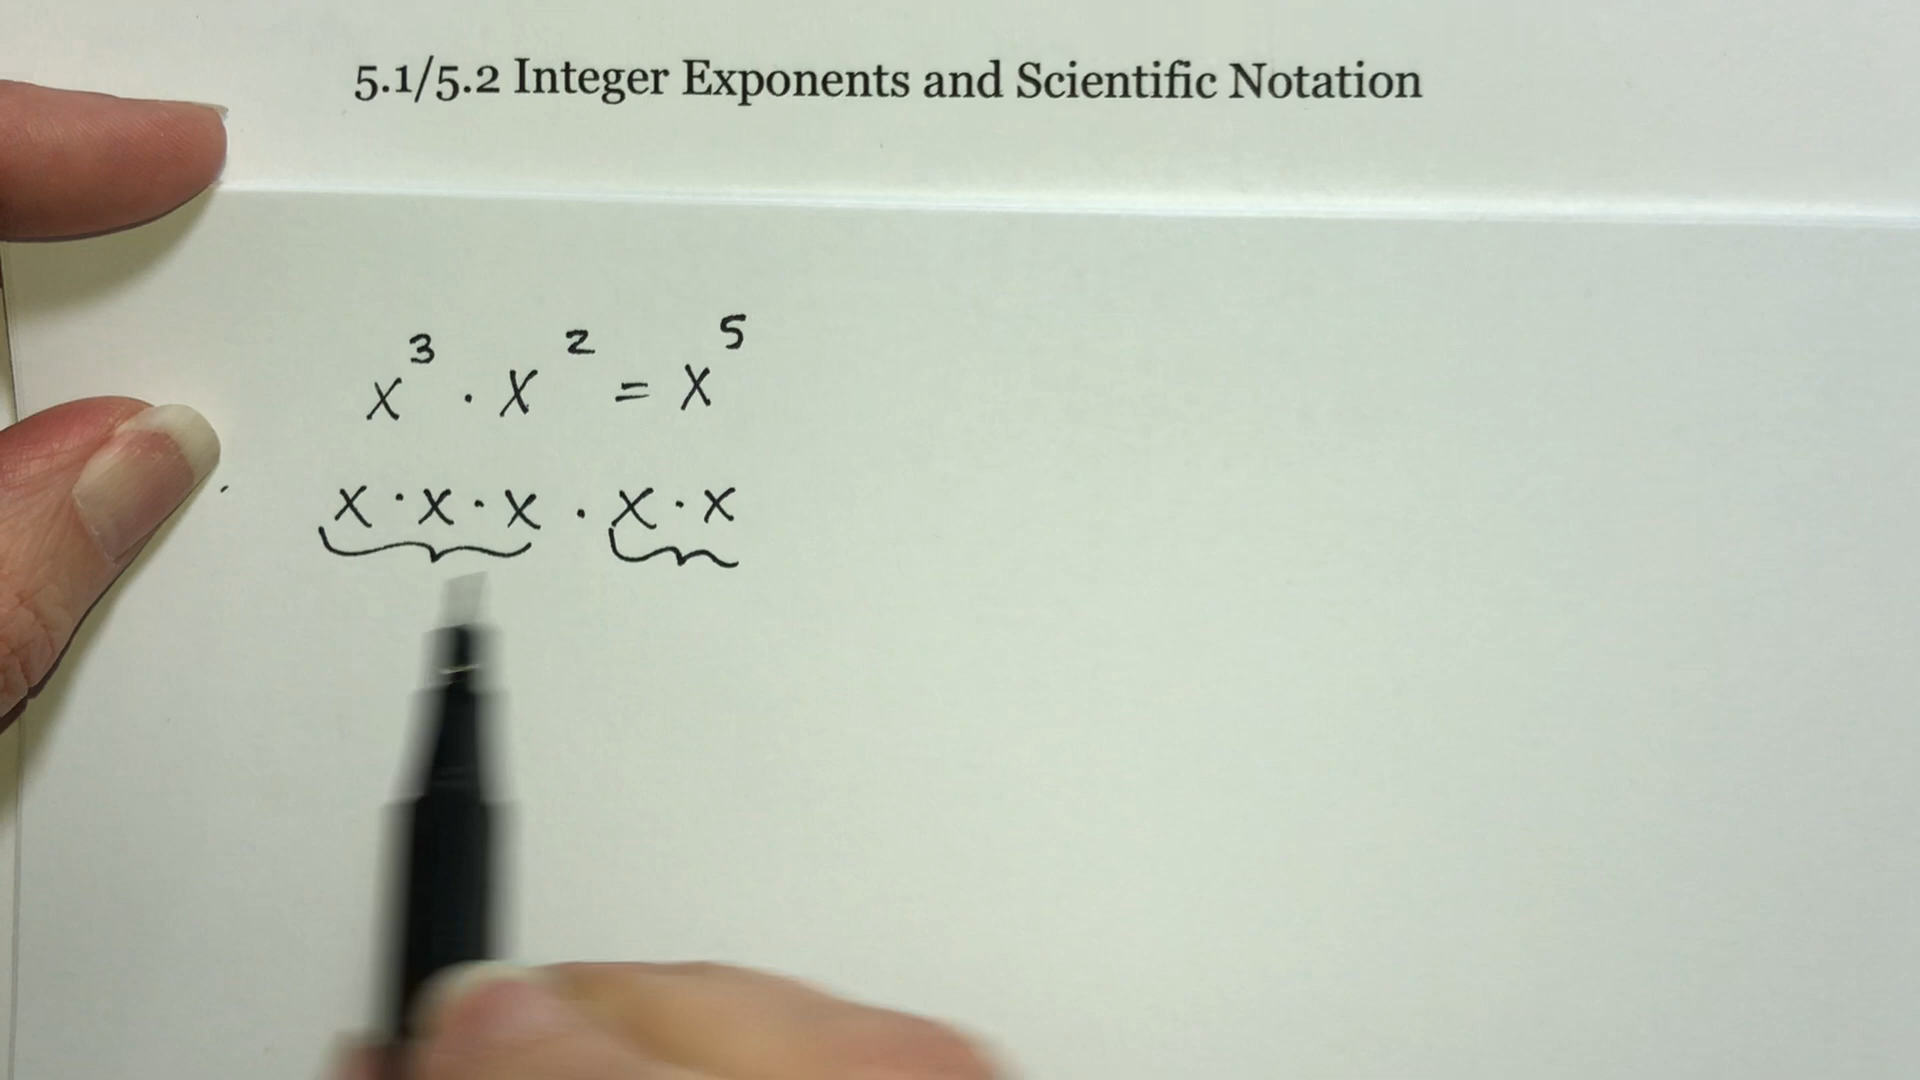 5.1/5.2 Integer Exponents and Scientific Notation
x³ · x² = x⁵
x · x · x · x · x